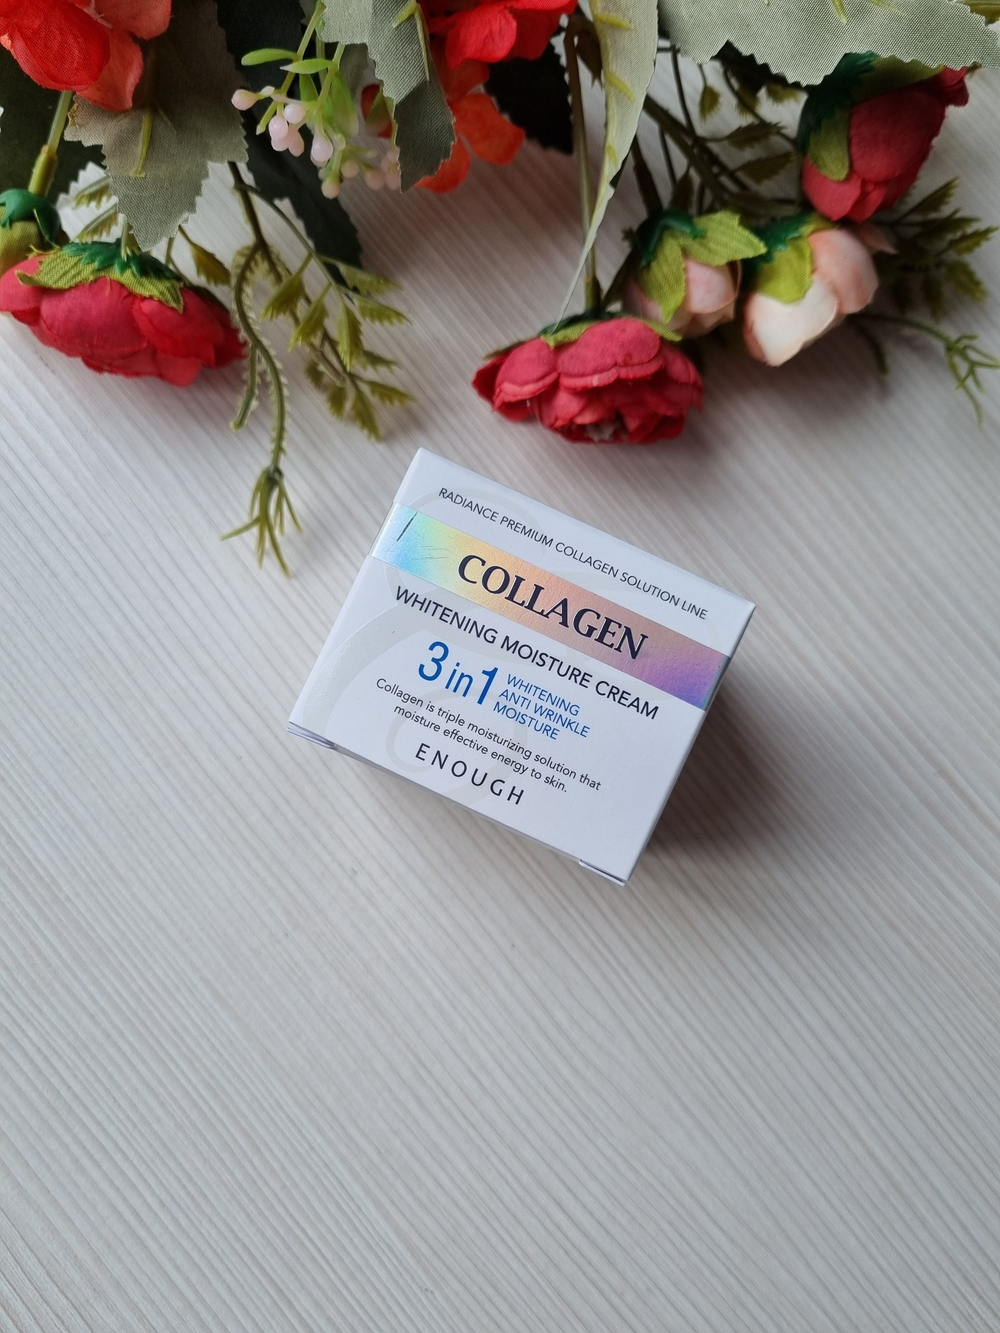 RADIANCE PREMIUM COLLAGEN SOLUTION LINE
COLLAGEN
WHITENING MOISTURE CREAM
3 in 1
WHITENING
ANTI WRINKLE
MOISTURE
Collagen is triple moisturizing solution that
moisture effective energy to skin.
ENOUGH